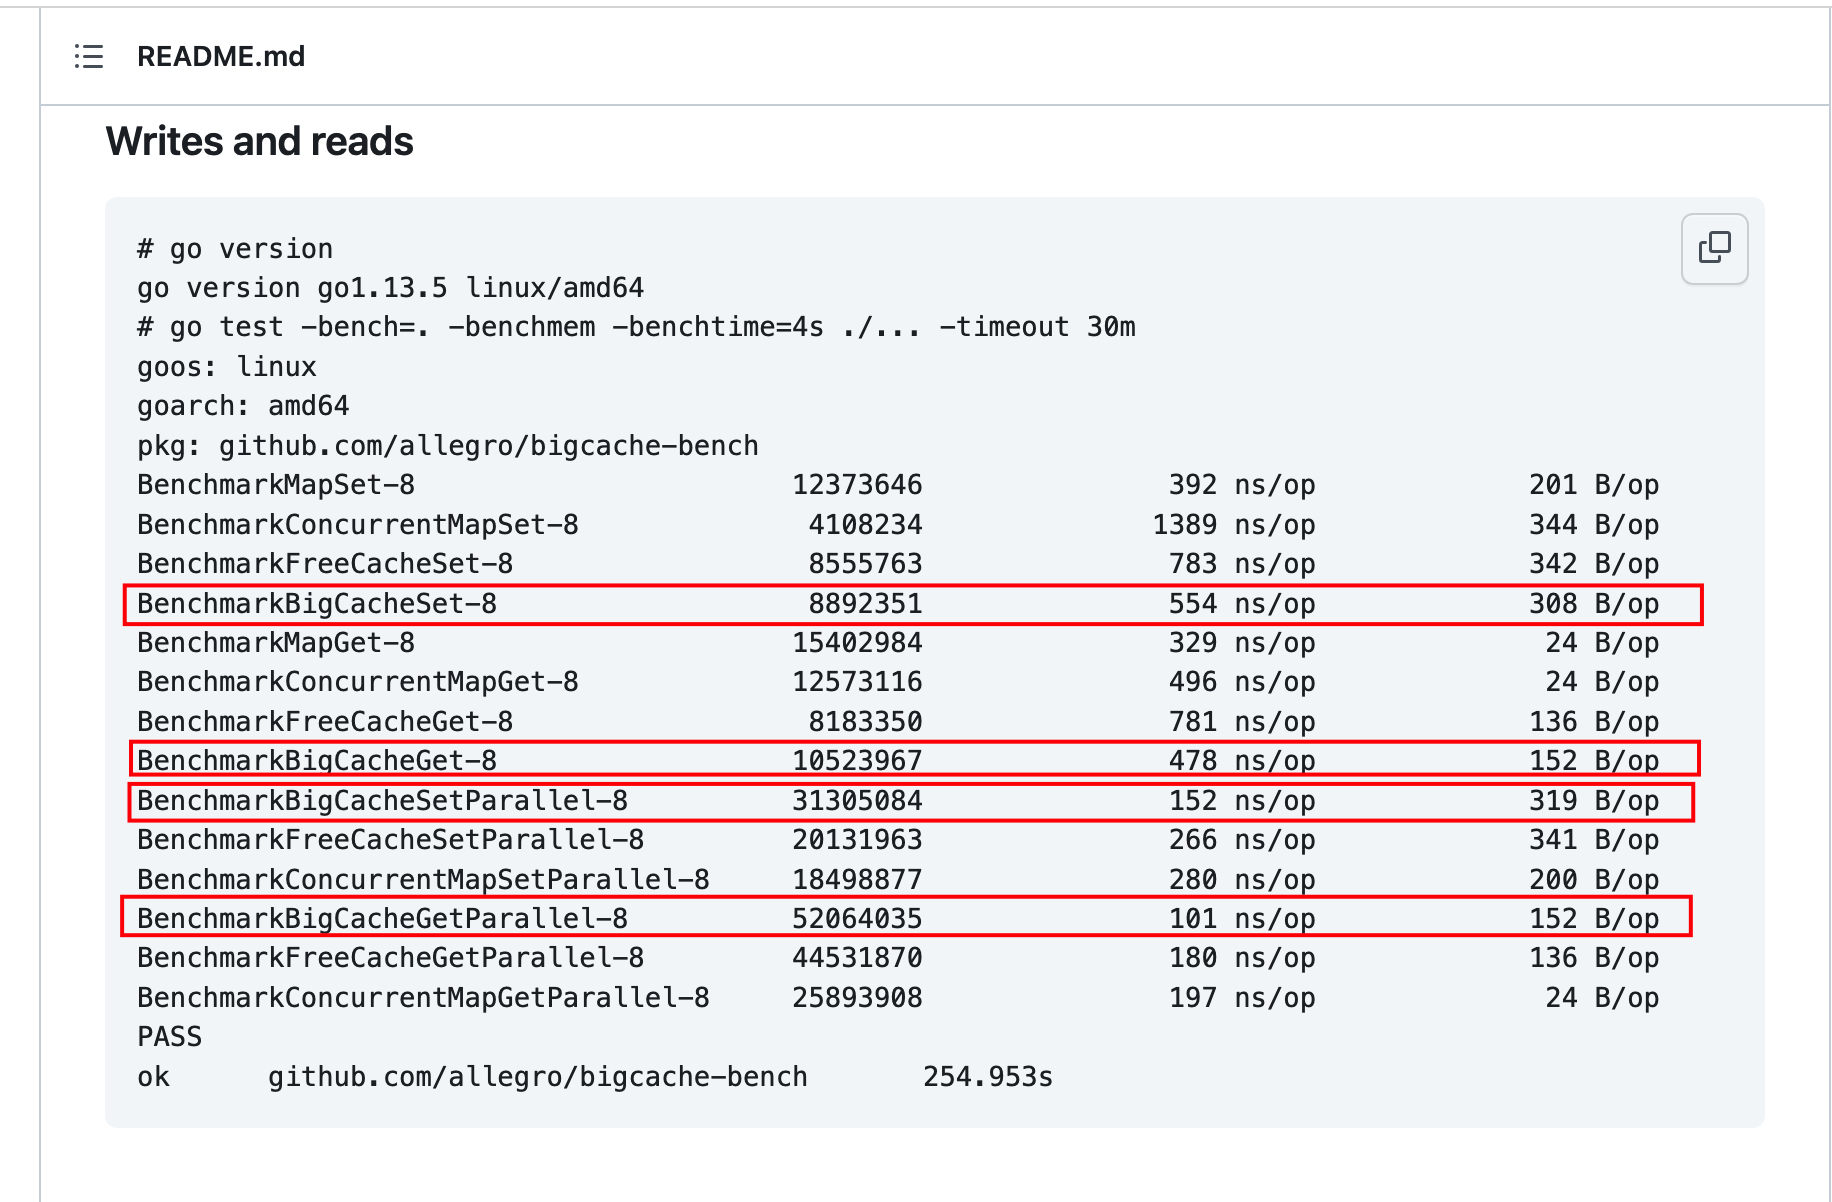 README.md
Writes and reads
# go version
go version go1.13.5 linux/amd64
# go test -bench=. -benchmem -benchtime=4s ./... -timeout 30m
goos: linux
goarch: amd64
pkg: github.com/allegro/bigcache-bench
BenchmarkMapSet-8 12373646 392 ns/op 201 B/op
BenchmarkConcurrentMapSet-8 4108234 1389 ns/op 344 B/op
BenchmarkFreeCacheSet-8 8555763 783 ns/op 342 B/op
BenchmarkBigCacheSet-8 8892351 554 ns/op 308 B/op
BenchmarkMapGet-8 15402984 329 ns/op 24 B/op
BenchmarkConcurrentMapGet-8 12573116 496 ns/op 24 B/op
BenchmarkFreeCacheGet-8 8183350 781 ns/op 136 B/op
BenchmarkBigCacheGet-8 10523967 478 ns/op 152 B/op
BenchmarkBigCacheSetParallel-8 31305084 152 ns/op 319 B/op
BenchmarkFreeCacheSetParallel-8 20131963 266 ns/op 341 B/op
BenchmarkConcurrentMapSetParallel-8 18498877 280 ns/op 200 B/op
BenchmarkBigCacheGetParallel-8 52064035 101 ns/op 152 B/op
BenchmarkFreeCacheGetParallel-8 44531870 180 ns/op 136 B/op
BenchmarkConcurrentMapGetParallel-8 25893908 197 ns/op 24 B/op
PASS
ok github.com/allegro/bigcache-bench 254.953s